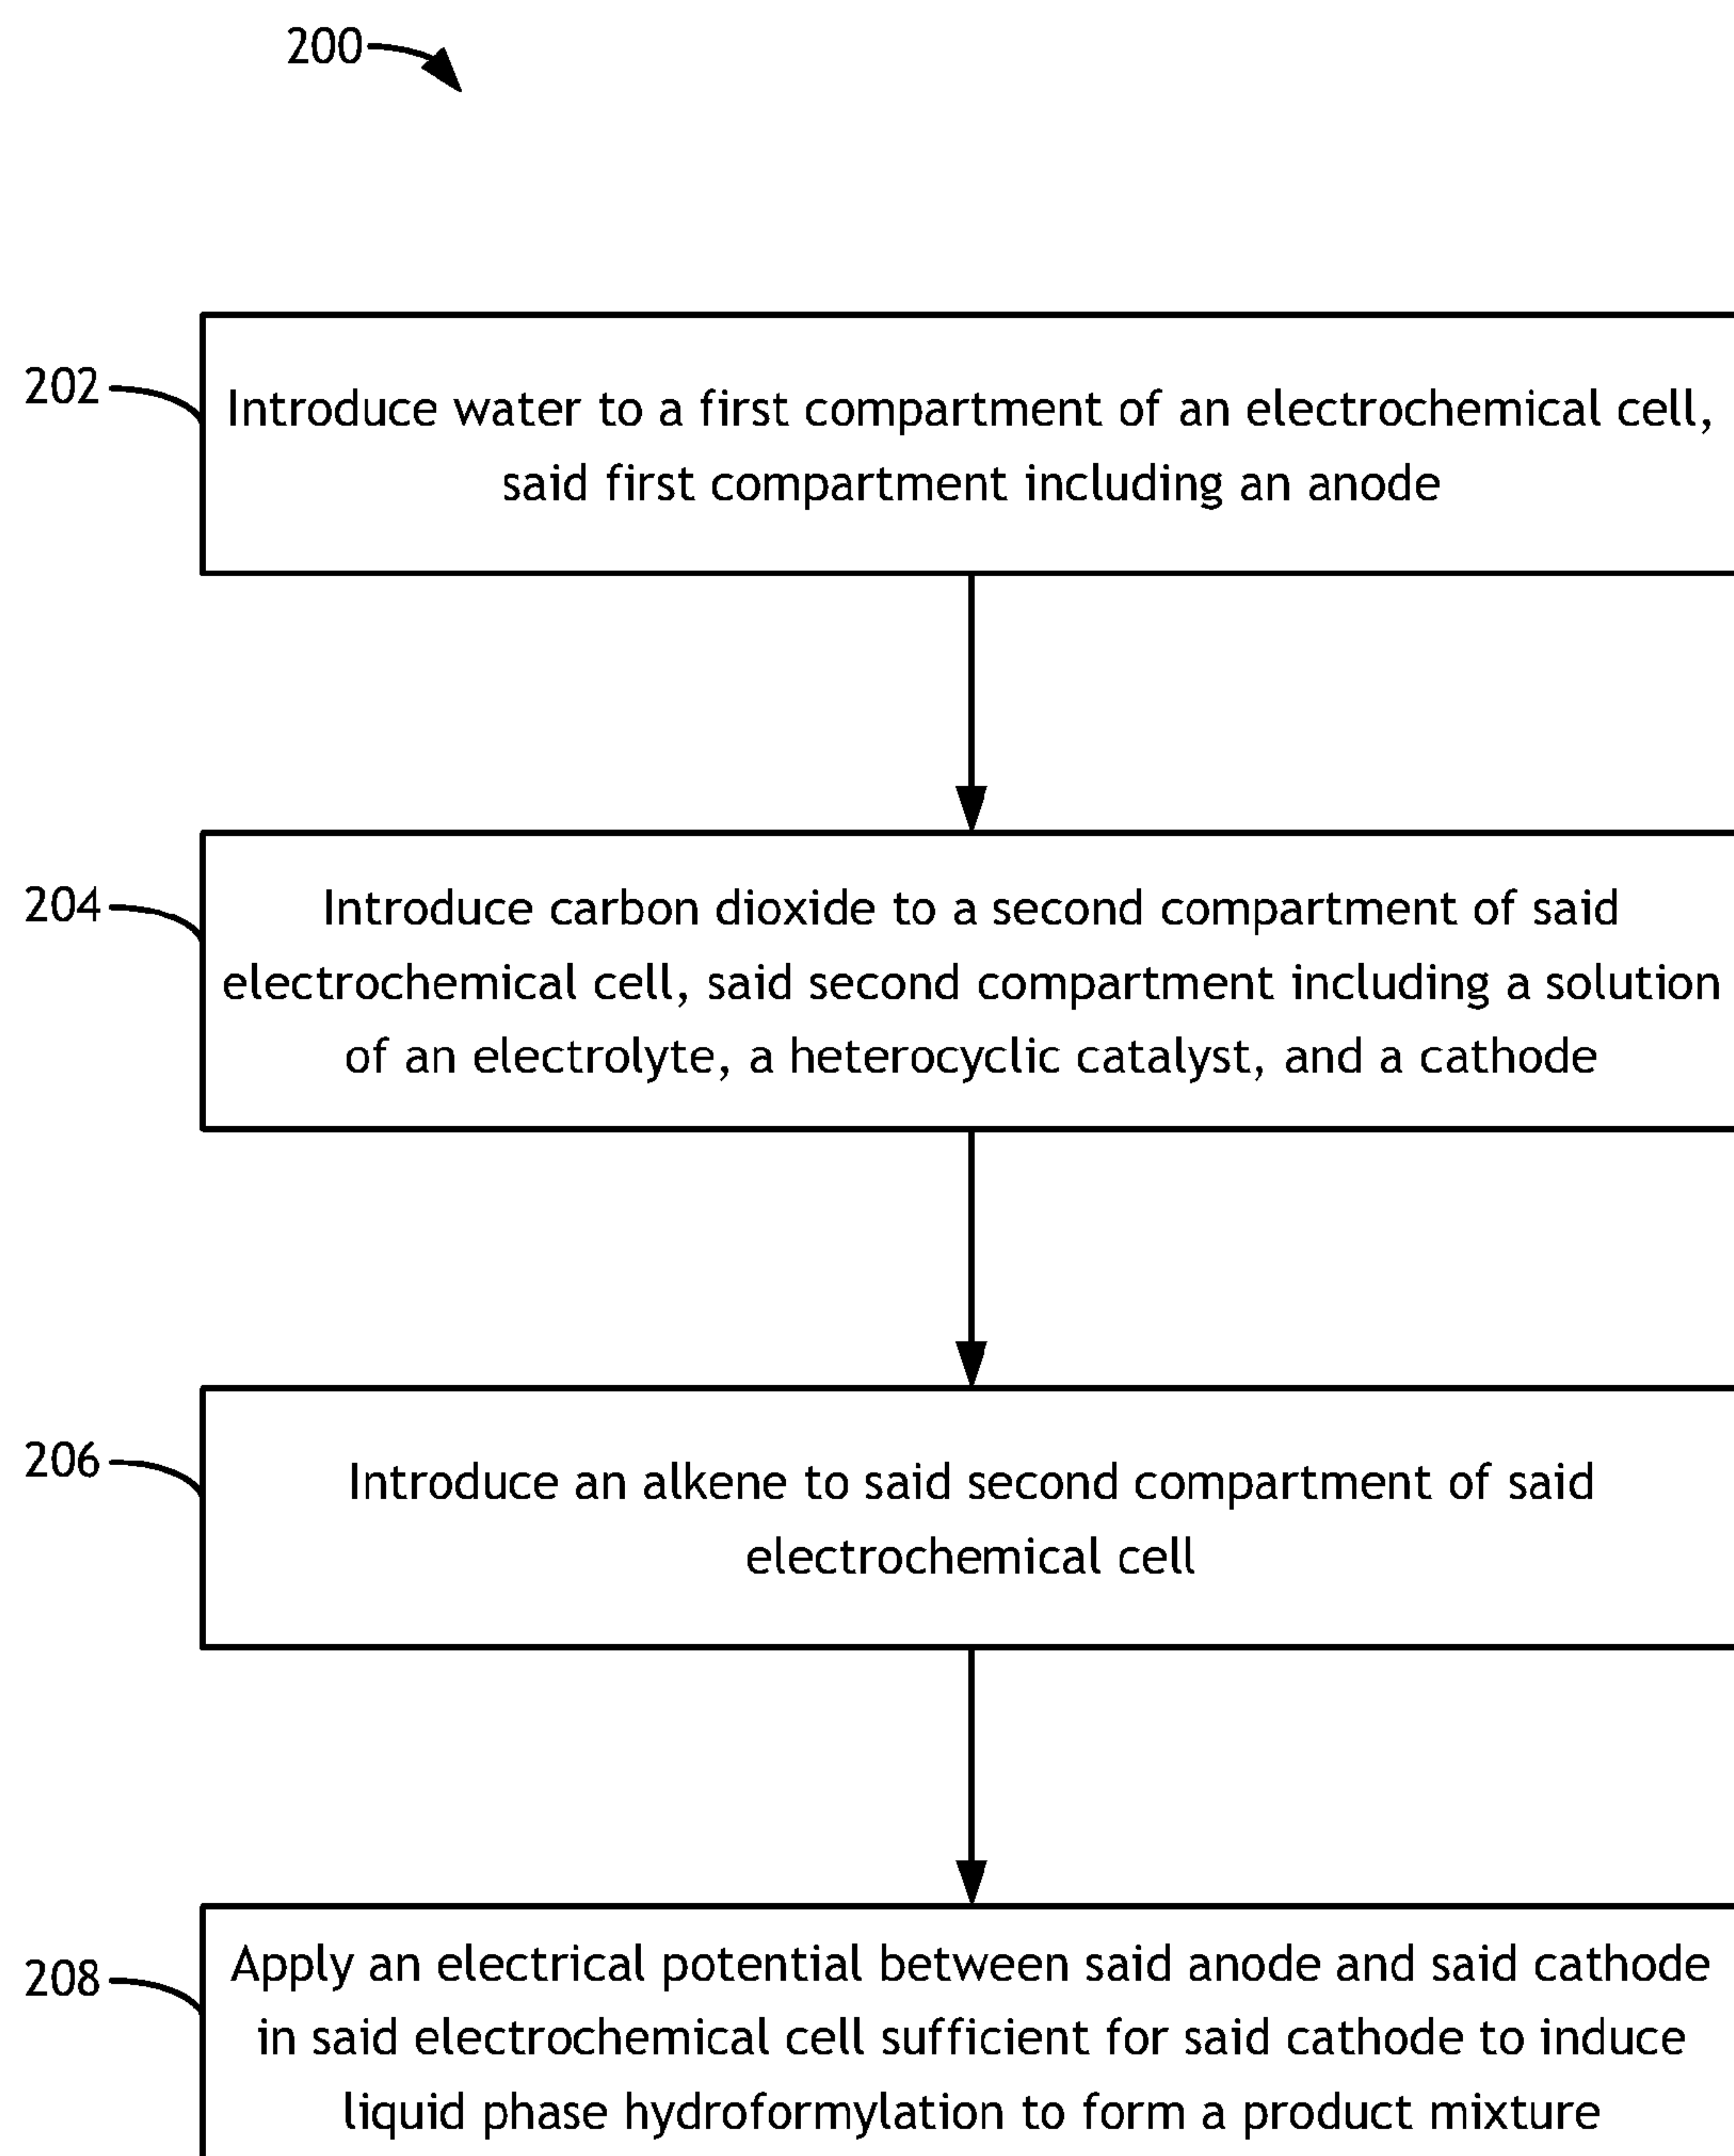 200
202
Introduce water to a first compartment of an electrochemical cell,
said first compartment including an anode
204
Introduce carbon dioxide to a second compartment of said
electrochemical cell, said second compartment including a solution
of an electrolyte, a heterocyclic catalyst, and a cathode
206
Introduce an alkene to said second compartment of said
electrochemical cell
208
Apply an electrical potential between said anode and said cathode
in said electrochemical cell sufficient for said cathode to induce
liquid phase hydroformylation to form a product mixture